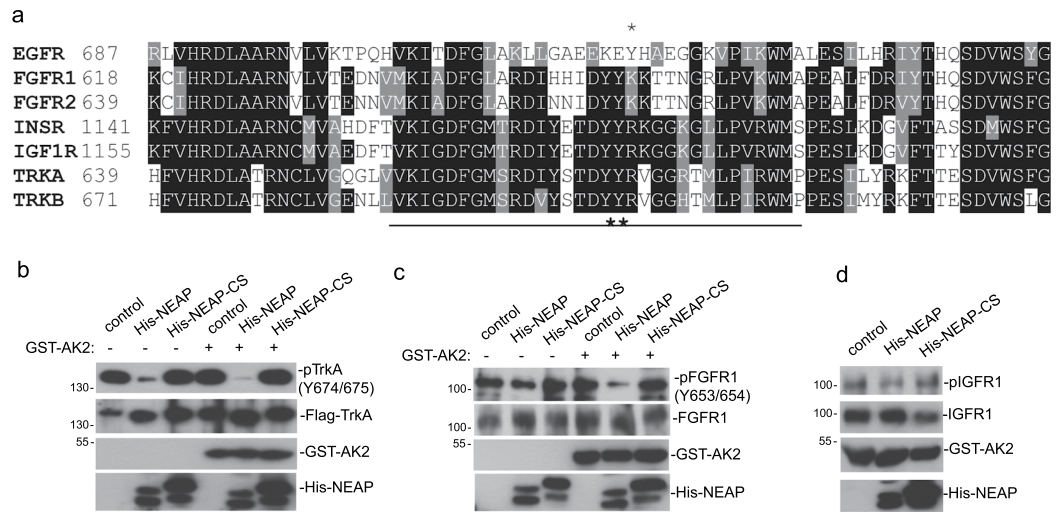 a
*
EGFR 687 RLVHRDLAARNVLVKTPQHVKITDFGLAKLLGAEEKEYHAEGGKVPIKWMALESILHRIYTHQSDVWSYG
FGFR1 618 KCIHRDLAARNVLVTEDNVMKIADFGLARDIHHIDYYKKTTNGRLPVKWMAPEALFDRIYTHQSDVWSFG
FGFR2 639 KCIHRDLAARNVLVTENNVMKIADFGLARDINNIDYYKKTTNGRLPVKWMAPEALFDRVYTHQSDVWSFG
INSR 1141 KFVHRDLAARNCMVAHDFTVKIGDFGMTRDIYETDYYRKGGKGLLPVRWMSPESLKDGVFTASSDMWSFG
IGF1R 1155 KFVHRDLAARNCMVAEDFTVKIGDFGMTRDIYETDYYRKGGKGLLPVRWMSPESLKDGVFTTYSDVWSFG
TRKA 639 HFVHRDLATRNCLVGQGLVVKIGDFGMSRDIYSTDYYRVGGRTMLPIRWMPPESILYRKFTTESDVWSFG
TRKB 671 HFVHRDLATRNCLVGENLLVKIGDFGMSRDVYSTDYYRVGGHTMLPIRWMPPESIMYRKFTTESDVWSLG
**
b
control His-NEAP His-NEAP-CS control His-NEAP His-NEAP-CS
GST-AK2: - - - + + +
130- -pTrkA
(Y674/675)
130- -Flag-TrkA
55- -GST-AK2
-His-NEAP
c
control His-NEAP His-NEAP-CS control His-NEAP His-NEAP-CS
GST-AK2: - - - + + +
100- -pFGFR1
(Y653/654)
100- -FGFR1
55- -GST-AK2
-His-NEAP
d
control His-NEAP His-NEAP-CS
100- -pIGFR1
100- -IGFR1
55- -GST-AK2
-His-NEAP